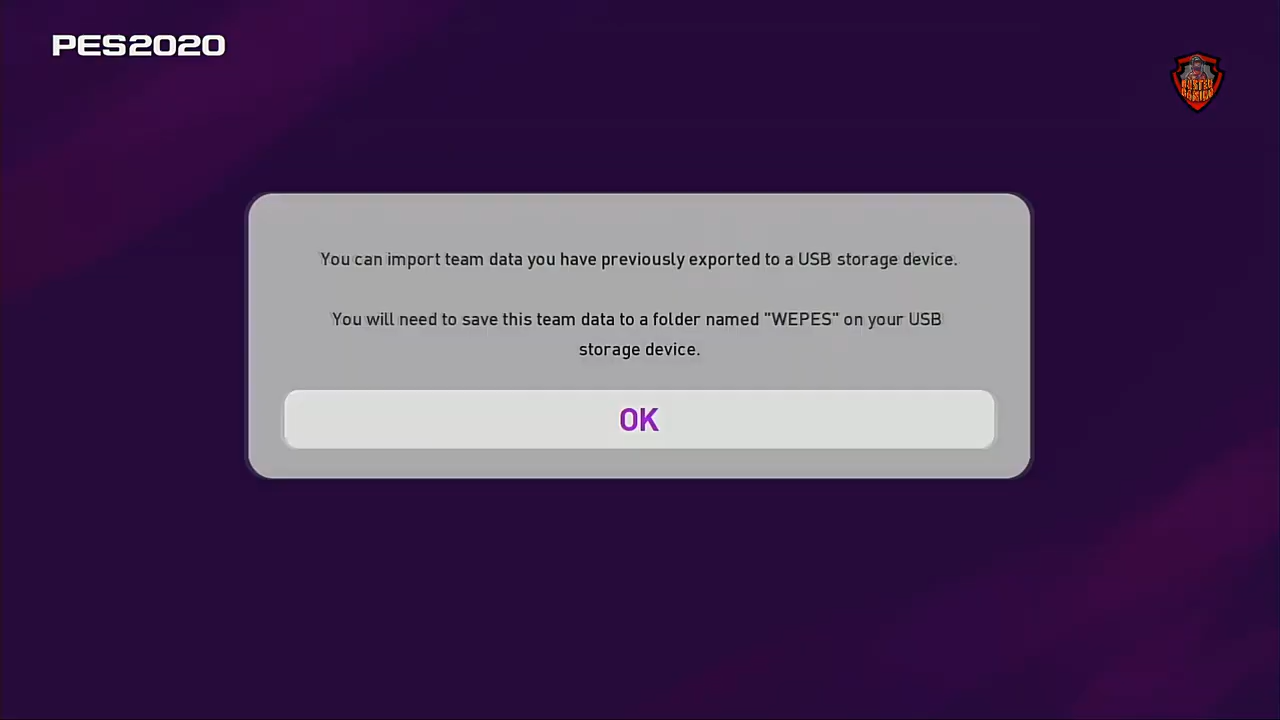 PES2020
You can import team data you have previously exported to a USB storage device.
You will need to save this team data to a folder named "WEPES" on your USB
storage device.
OK